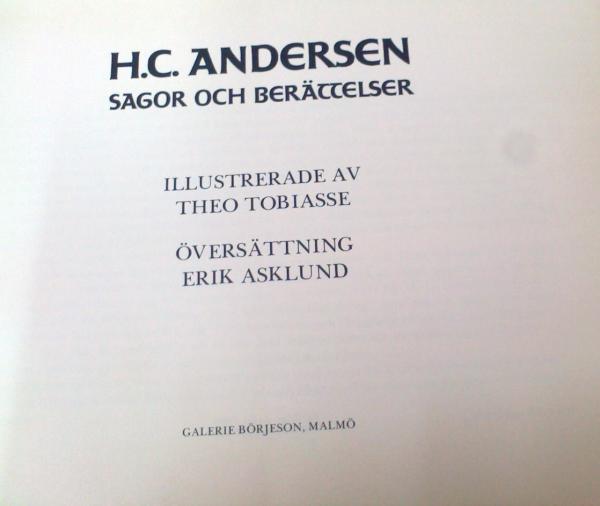 H.C. ANDERSEN
SAGOR OCH BERÄTTELSER
ILLUSTRERADE AV
THEO TOBIASSE
ÖVERSÄTTNING
ERIK ASKLUND
GALERIE BÖRJESON, MALMÖ